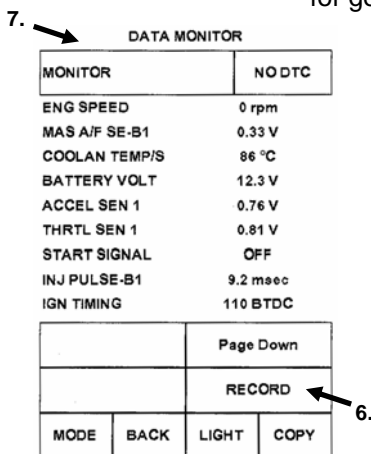 for go
7.
DATA MONITOR
MONITOR NO DTC
ENG SPEED 0 rpm
MAS A/F SE-B1 0.33 V
COOLAN TEMP/S 86 °C
BATTERY VOLT 12.3 V
ACCEL SEN 1 0.76 V
THRTL SEN 1 0.81 V
START SIGNAL OFF
INJ PULSE-B1 9.2 msec
IGN TIMING 110 BTDC
Page Down
RECORD
6.
MODE BACK LIGHT COPY